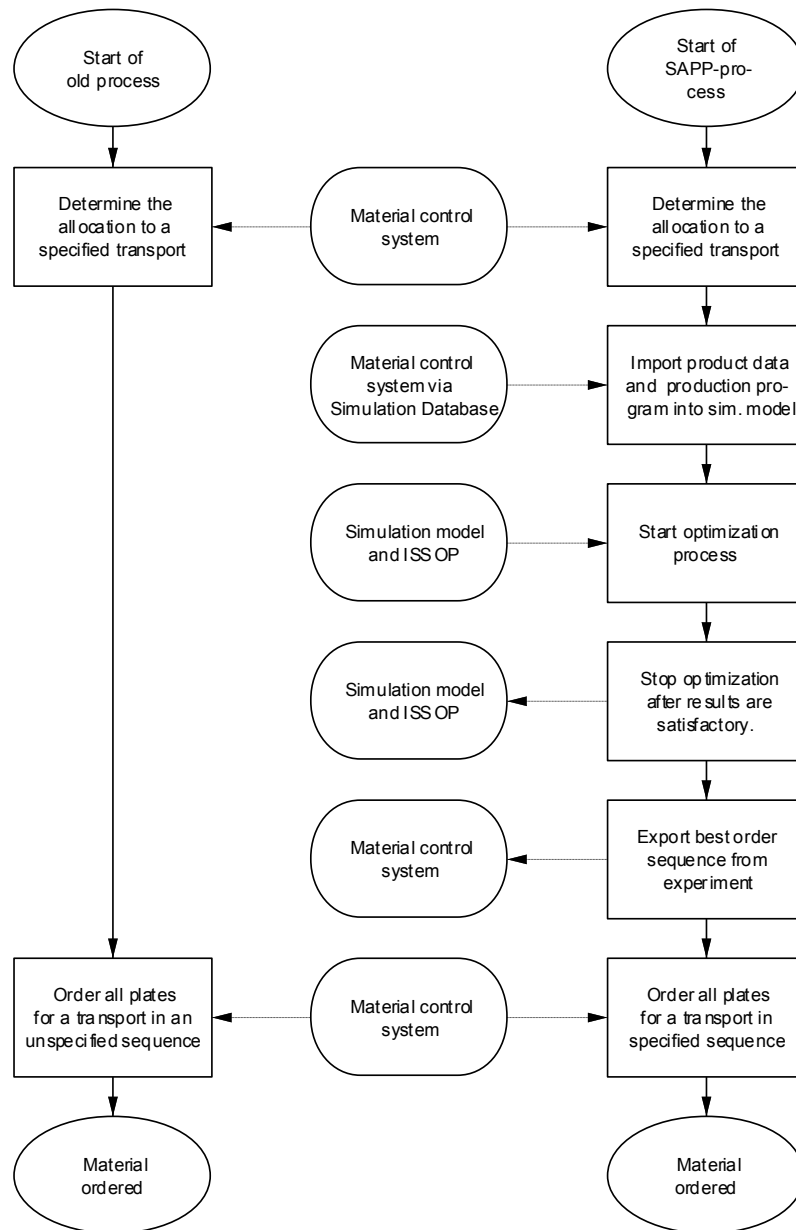 Start of
old process
Start of
SAPP-pro-
cess
Determine the
allocation to a
specified transport
Material control
system
Determine the
allocation to a
specified transport
Material control
system via
Simulation Database
Import product data
and production pro-
gram into sim. model
Simulation model
and ISSOP
Start optimization
process
Simulation model
and ISSOP
Stop optimization
after results are
satisfactory.
Material control
system
Export best order
sequence from
experiment
Order all plates
for a transport in an
unspecified sequence
Material control
system
Order all plates
for a transport in
specified sequence
Material
ordered
Material
ordered